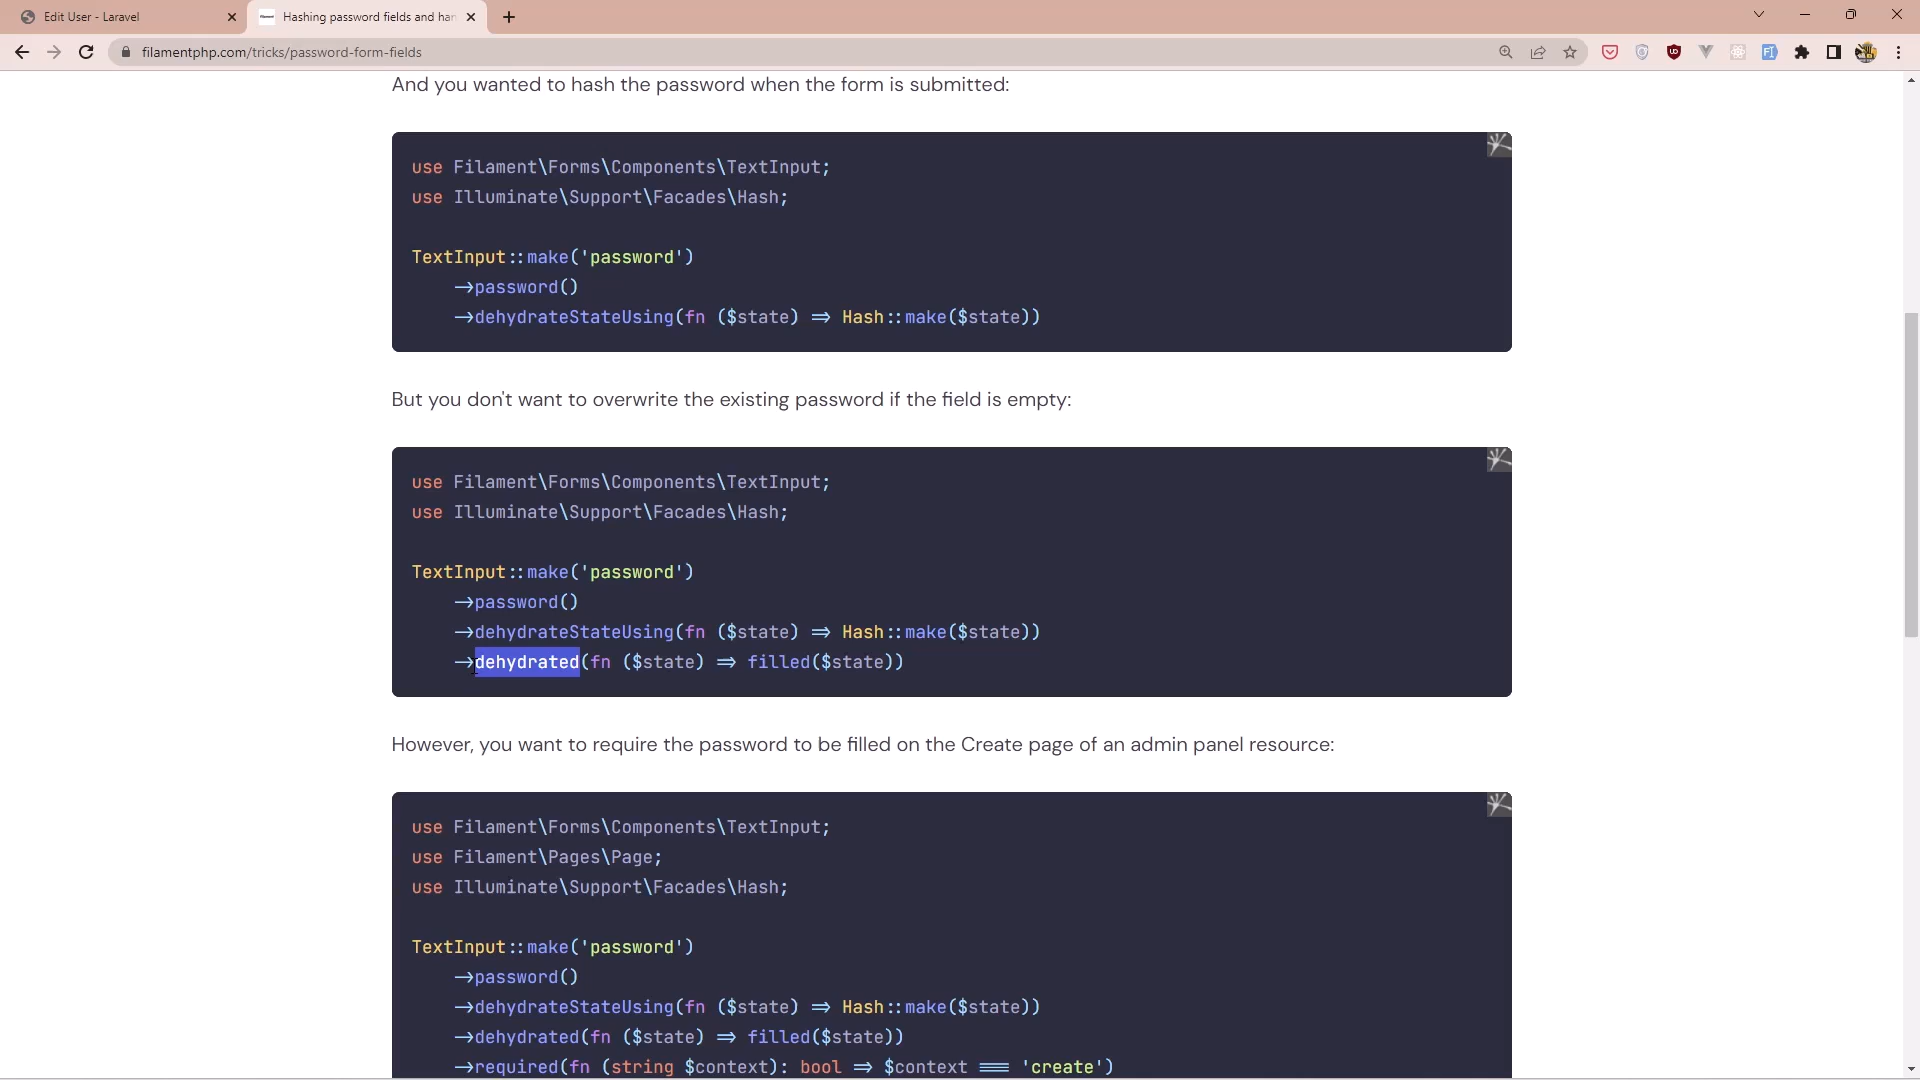 Edit User - Laravel
Hashing password fields and han
filamentphp.com/tricks/password-form-fields
And you wanted to hash the password when the form is submitted:
use Filament\Forms\Components\TextInput;
use Illuminate\Support\Facades\Hash;
TextInput::make('password')
->password()
->dehydrateStateUsing(fn ($state) => Hash::make($state))
But you don't want to overwrite the existing password if the field is empty:
use Filament\Forms\Components\TextInput;
use Illuminate\Support\Facades\Hash;
TextInput::make('password')
->password()
->dehydrateStateUsing(fn ($state) => Hash::make($state))
->dehydrated(fn ($state) => filled($state))
However, you want to require the password to be filled on the Create page of an admin panel resource:
use Filament\Forms\Components\TextInput;
use Filament\Pages\Page;
use Illuminate\Support\Facades\Hash;
TextInput::make('password')
->password()
->dehydrateStateUsing(fn ($state) => Hash::make($state))
->dehydrated(fn ($state) => filled($state))
->required(fn (string $context): bool => $context === 'create')